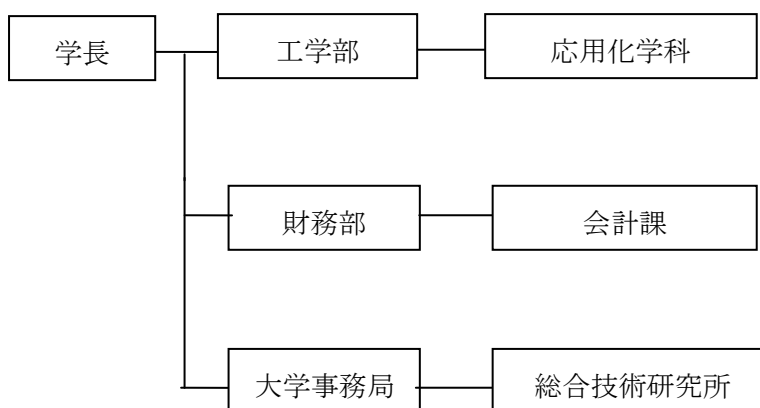 学長
工学部
応用化学科
財務部
会計課
大学事務局
総合技術研究所